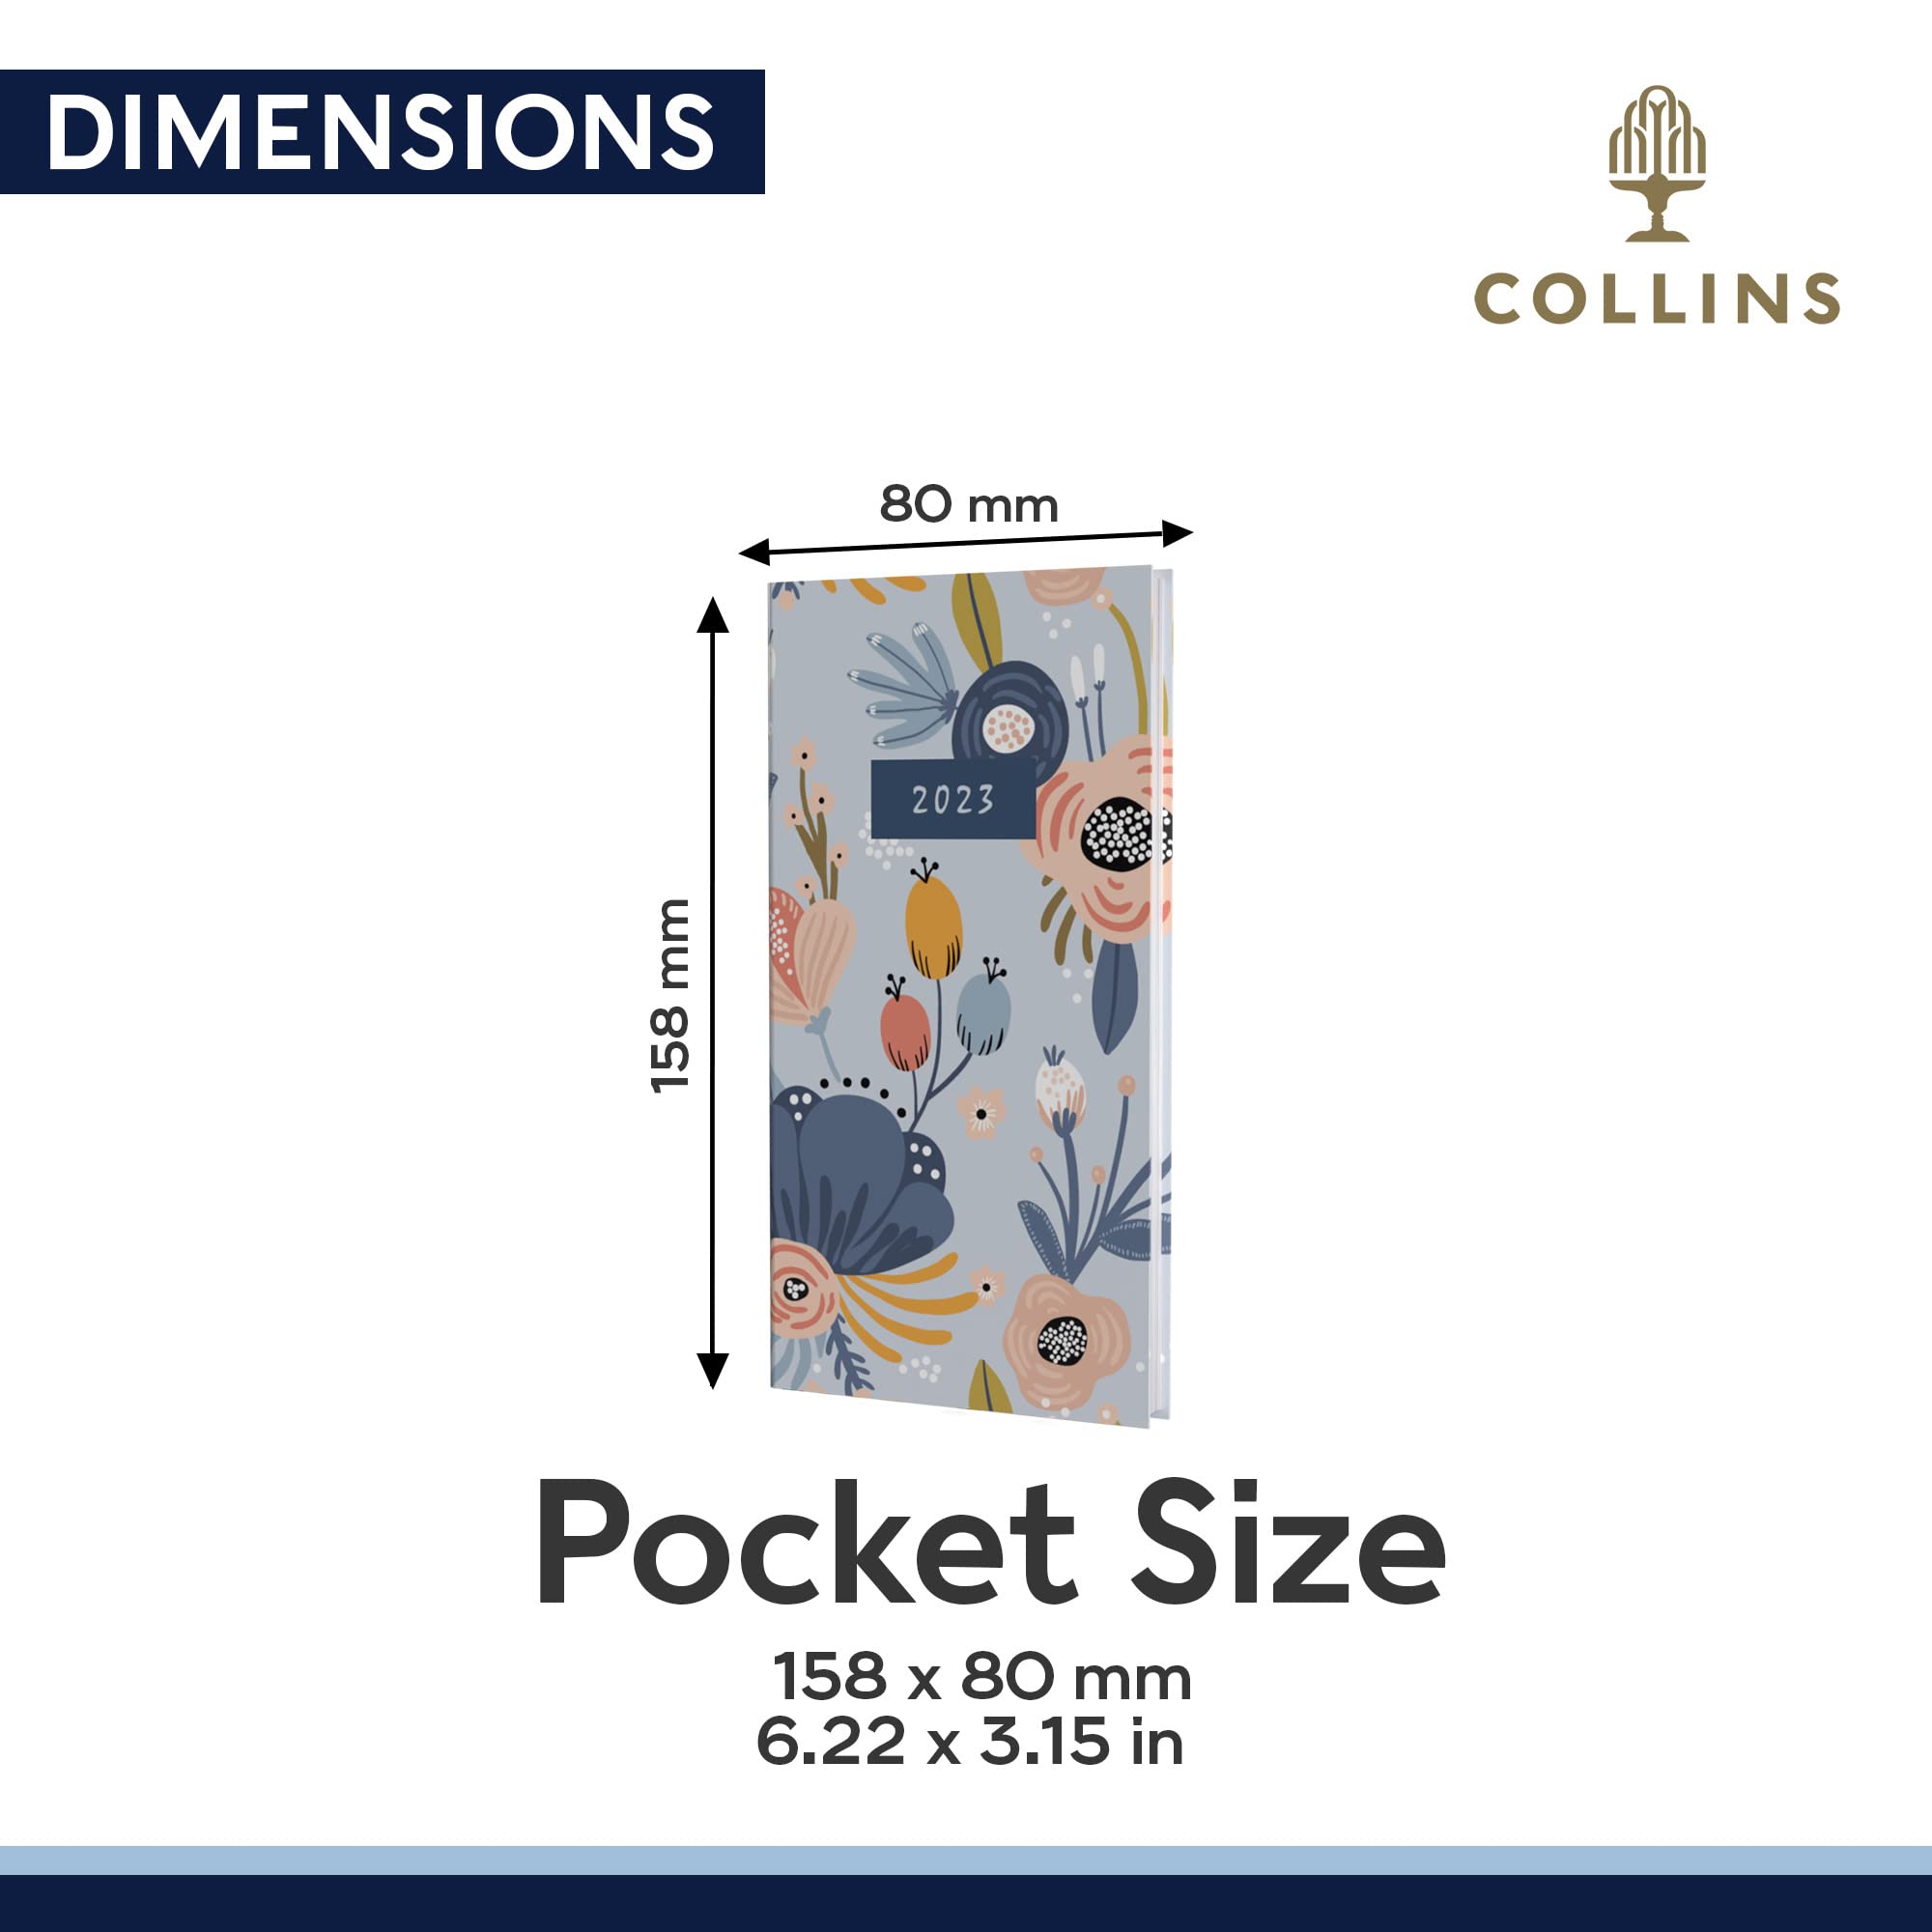 DIMENSIONS
COLLINS
80 mm
158 mm
2023
Pocket Size
158 x 80 mm
6.22 x 3.15 in